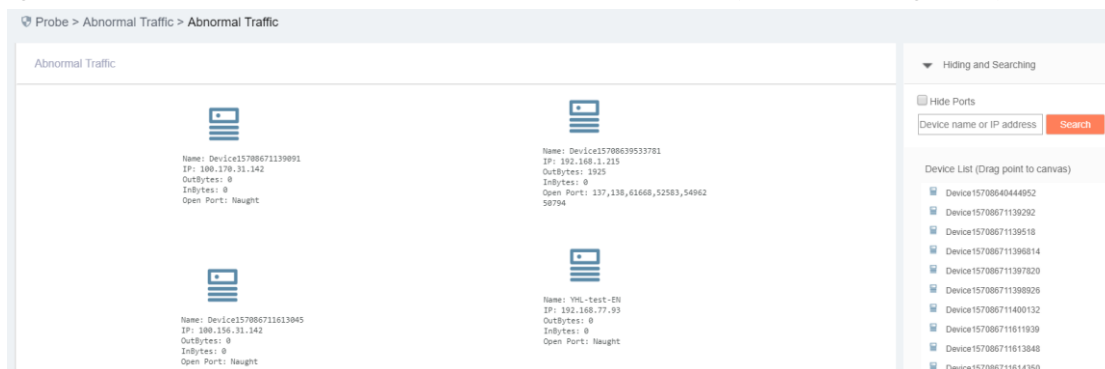 Probe > Abnormal Traffic > Abnormal Traffic
Abnormal Traffic
Name: Device15708671139091
IP: 100.170.31.142
OutBytes: 0
InBytes: 0
Open Port: Naught
Name: Device15708639533781
IP: 192.168.1.215
OutBytes: 1925
InBytes: 0
Open Port: 137,138,61668,52583,54962
58794
Name: Device157086711613045
IP: 100.156.31.142
OutBytes: 0
InBytes: 0
Open Port: Naught
Name: YHL-test-EN
IP: 192.168.77.93
OutBytes: 0
InBytes: 0
Open Port: Naught
Hiding and Searching
Hide Ports
Device name or IP address
Search
Device List (Drag point to canvas)
Device15708640444952
Device15708671139292
Device15708671139518
Device157086711396814
Device157086711397820
Device157086711398926
Device157086711400132
Device157086711611939
Device157086711613848
Device157086711614350